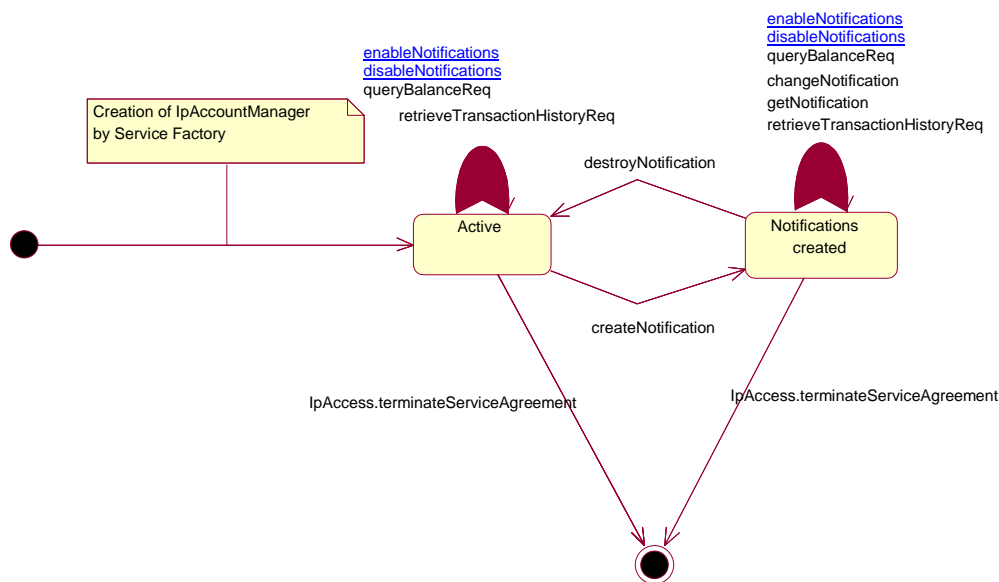 enableNotifications
disableNotifications
queryBalanceReq
retrieveTransactionHistoryReq
enableNotifications
disableNotifications
queryBalanceReq
changeNotification
getNotification
retrieveTransactionHistoryReq
Creation of IpAccountManager
by Service Factory
destroyNotification
Active
Notifications
created
createNotification
IpAccess.terminateServiceAgreement
IpAccess.terminateServiceAgreement